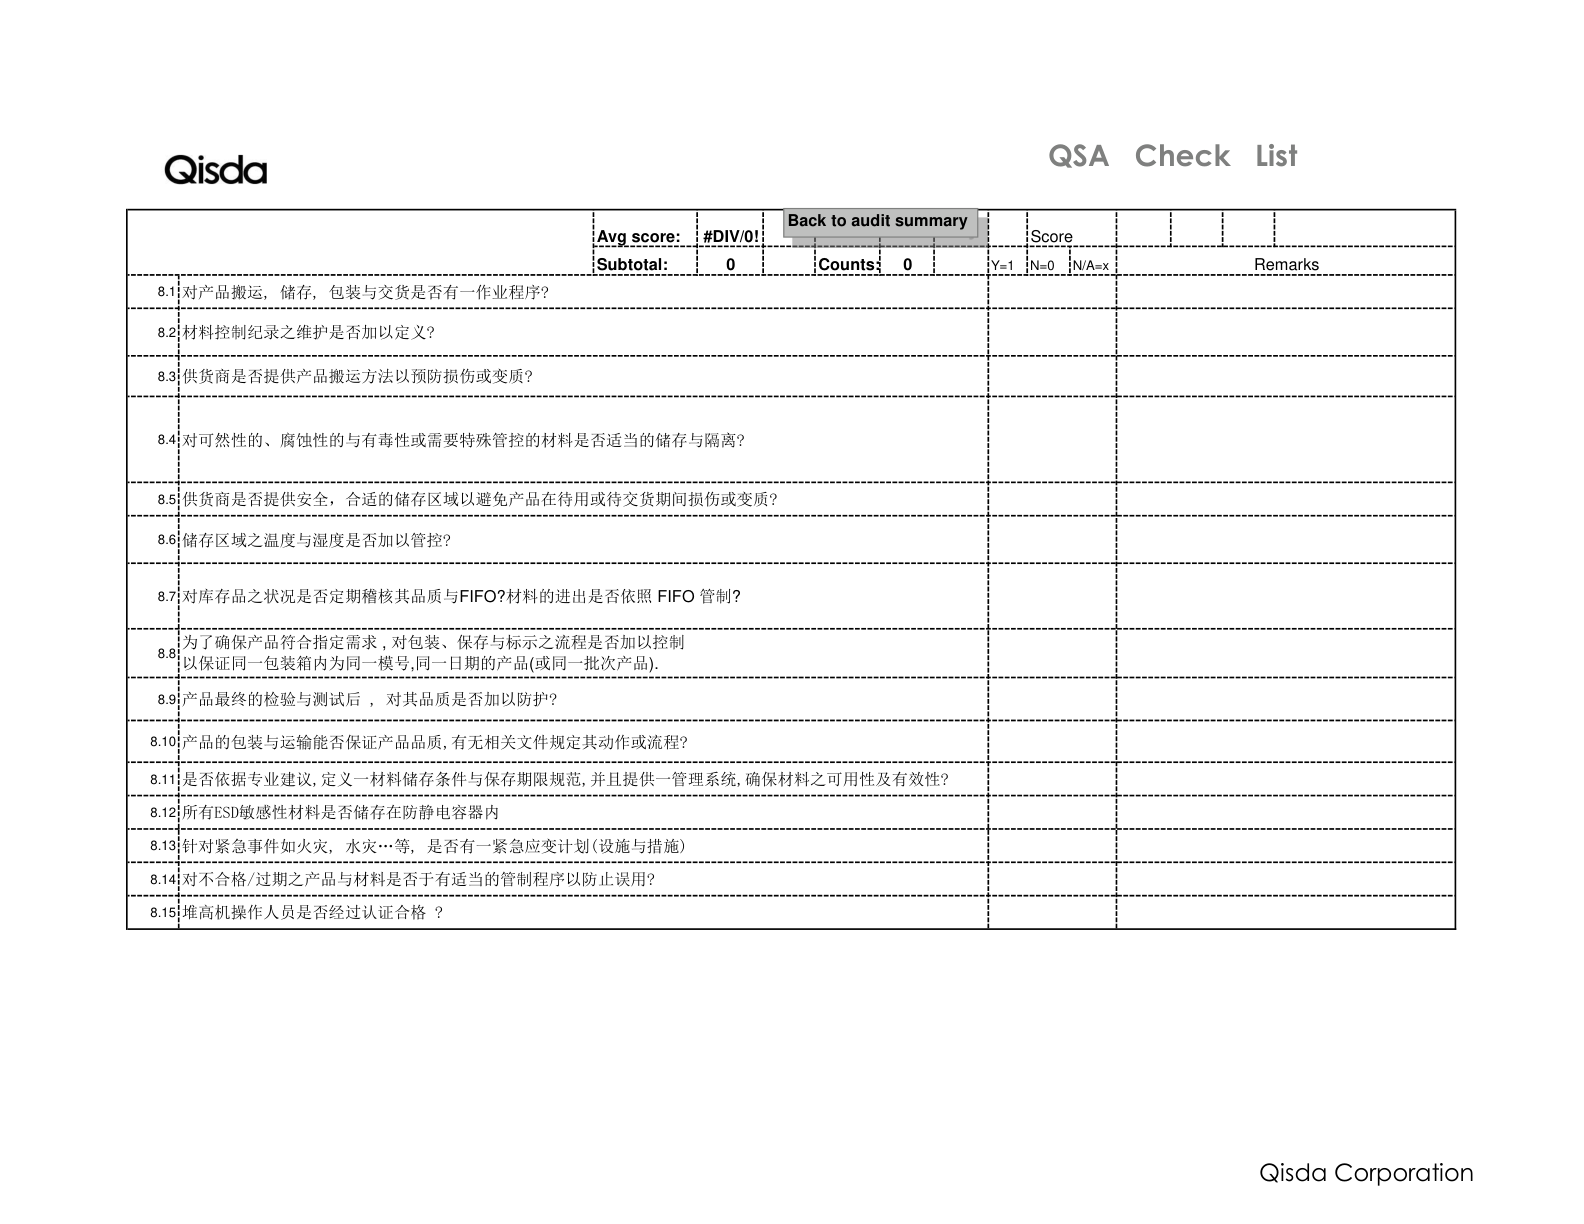 Qisda
QSA Check List
Back to audit summary
Avg score: #DIV/0! Score
Subtotal: 0 Counts: 0 Y=1 N=0 N/A=x Remarks
8.1 对产品搬运, 储存, 包装与交货是否有一作业程序?
8.2 材料控制纪录之维护是否加以定义?
8.3 供货商是否提供产品搬运方法以预防损伤或变质?
8.4 对可然性的、腐蚀性的与有毒性或需要特殊管控的材料是否适当的储存与隔离?
8.5 供货商是否提供安全，合适的储存区域以避免产品在待用或待交货期间损伤或变质?
8.6 储存区域之温度与湿度是否加以管控?
8.7 对库存品之状况是否定期稽核其品质与FIFO?材料的进出是否依照 FIFO 管制?
8.8 为了确保产品符合指定需求 , 对包装、保存与标示之流程是否加以控制
以保证同一包装箱内为同一模号,同一日期的产品(或同一批次产品).
8.9 产品最终的检验与测试后 , 对其品质是否加以防护?
8.10 产品的包装与运输能否保证产品品质,有无相关文件规定其动作或流程?
8.11 是否依据专业建议,定义一材料储存条件与保存期限规范,并且提供一管理系统,确保材料之可用性及有效性?
8.12 所有ESD敏感性材料是否储存在防静电容器内
8.13 针对紧急事件如火灾, 水灾…等, 是否有一紧急应变计划(设施与措施)
8.14 对不合格/过期之产品与材料是否于有适当的管制程序以防止误用?
8.15 堆高机操作人员是否经过认证合格 ?
Qisda Corporation